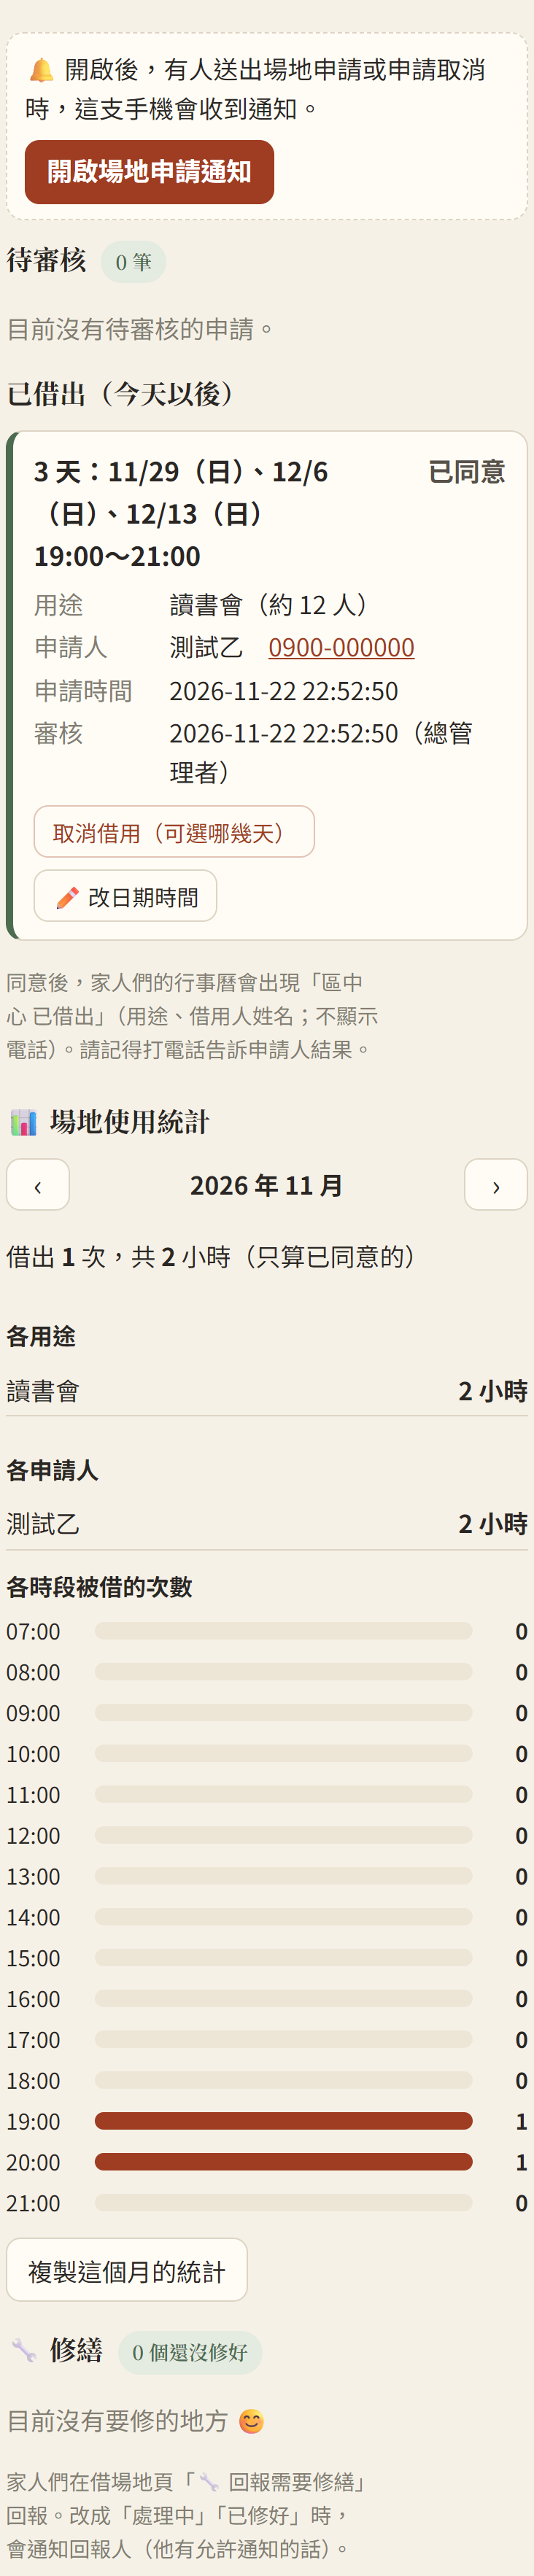 🔔 開啟後，有人送出場地申請或申請取消
時，這支手機會收到通知。
開啟場地申請通知
待審核 0 筆
目前沒有待審核的申請。
已借出（今天以後）
3 天：11/29（日）、12/6 已同意
（日）、12/13（日）
19:00～21:00
用途 讀書會（約 12 人）
申請人 測試乙 0900-000000
申請時間 2026-11-22 22:52:50
審核 2026-11-22 22:52:50（總管
理者）
取消借用（可選哪幾天）
✏️ 改日期時間
同意後，家人們的行事曆會出現「區中
心 已借出」（用途、借用人姓名；不顯示
電話）。請記得打電話告訴申請人結果。
📊 場地使用統計
‹ 2026 年 11 月 ›
借出 1 次，共 2 小時（只算已同意的）
各用途
讀書會 2 小時
各申請人
測試乙 2 小時
各時段被借的次數
07:00 0
08:00 0
09:00 0
10:00 0
11:00 0
12:00 0
13:00 0
14:00 0
15:00 0
16:00 0
17:00 0
18:00 0
19:00 1
20:00 1
21:00 0
複製這個月的統計
🔧 修繕 0 個還沒修好
目前沒有要修的地方 😊
家人們在借場地頁「🔧 回報需要修繕」
回報。改成「處理中」「已修好」時，
會通知回報人（他有允許通知的話）。